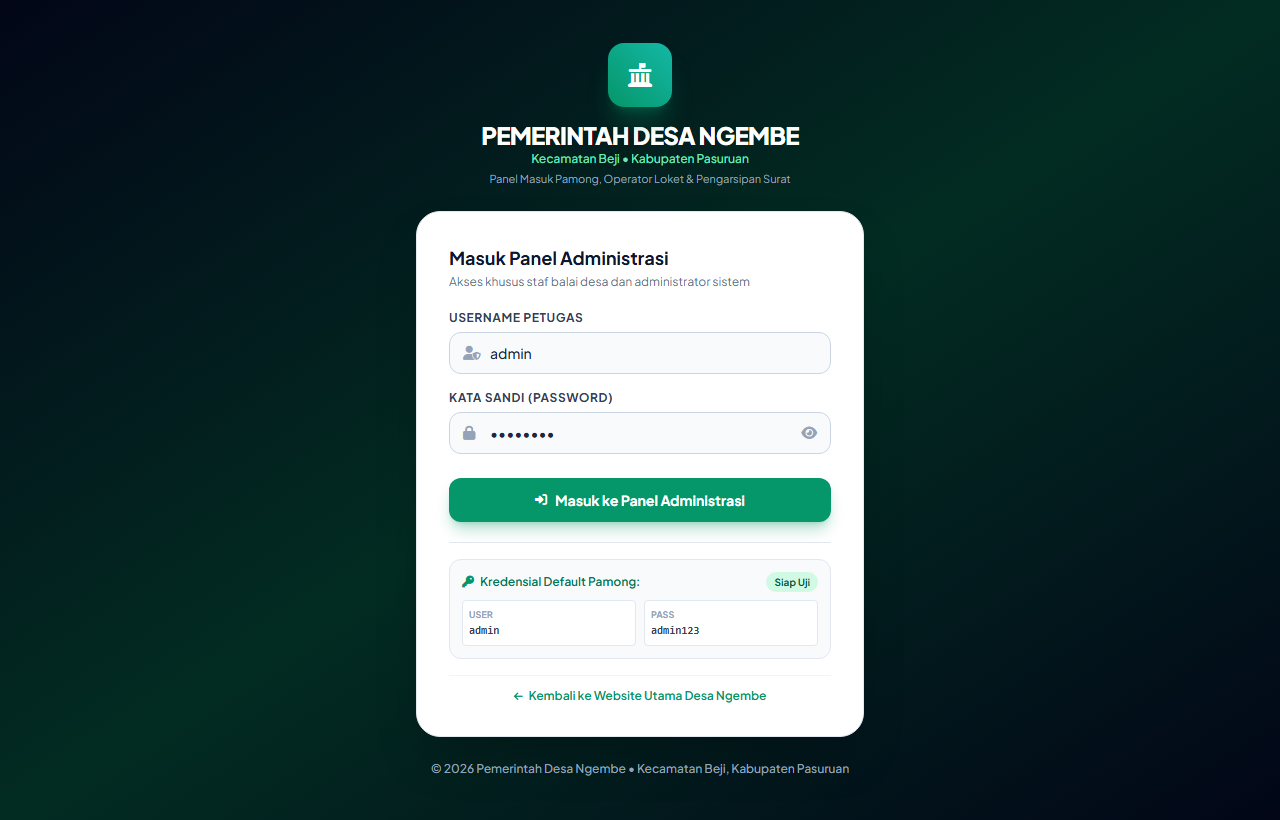 PEMERINTAH DESA NGEMBE
Kecamatan Beji • Kabupaten Pasuruan
Panel Masuk Pamong, Operator Loket & Pengarsipan Surat
Masuk Panel Administrasi
Akses khusus staf balai desa dan administrator sistem
USERNAME PETUGAS
admin
KATA SANDI (PASSWORD)
••••••••
Masuk ke Panel Administrasi
Kredensial Default Pamong:
Siap Uji
USER
admin
PASS
admin123
← Kembali ke Website Utama Desa Ngembe
© 2026 Pemerintah Desa Ngembe • Kecamatan Beji, Kabupaten Pasuruan